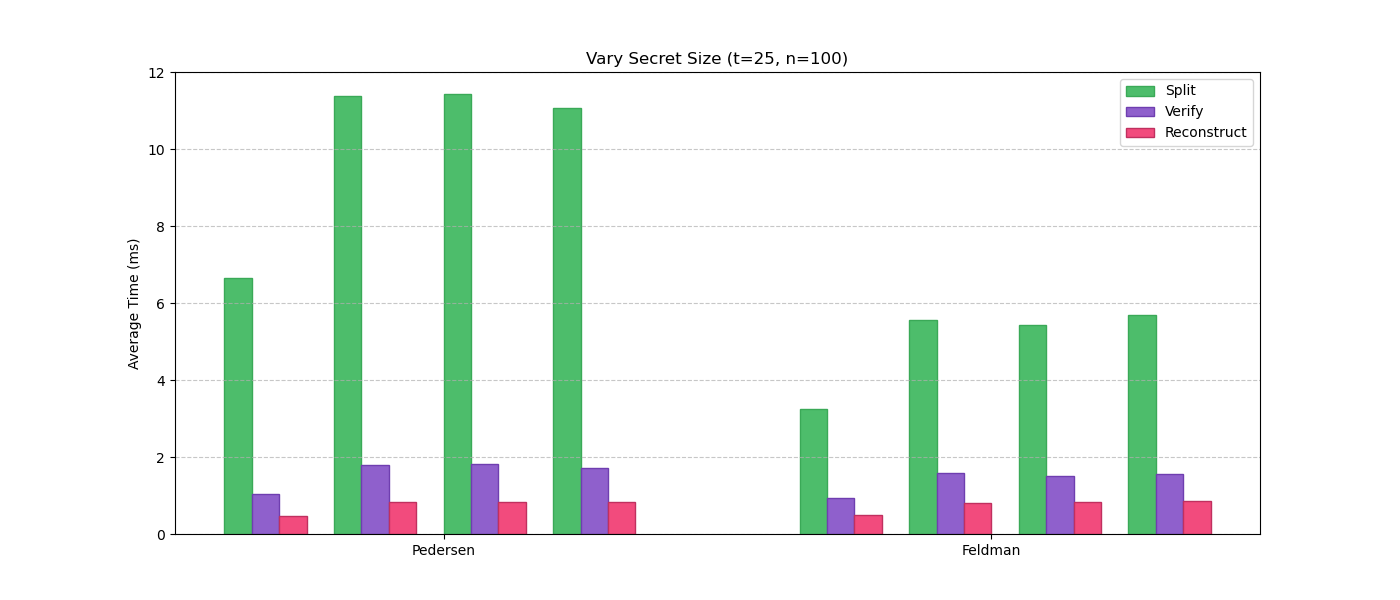 Vary Secret Size (t=25, n=100)
Split
Verify
Reconstruct
Average Time (ms)
12
10
8
6
4
2
0
Pedersen
Feldman